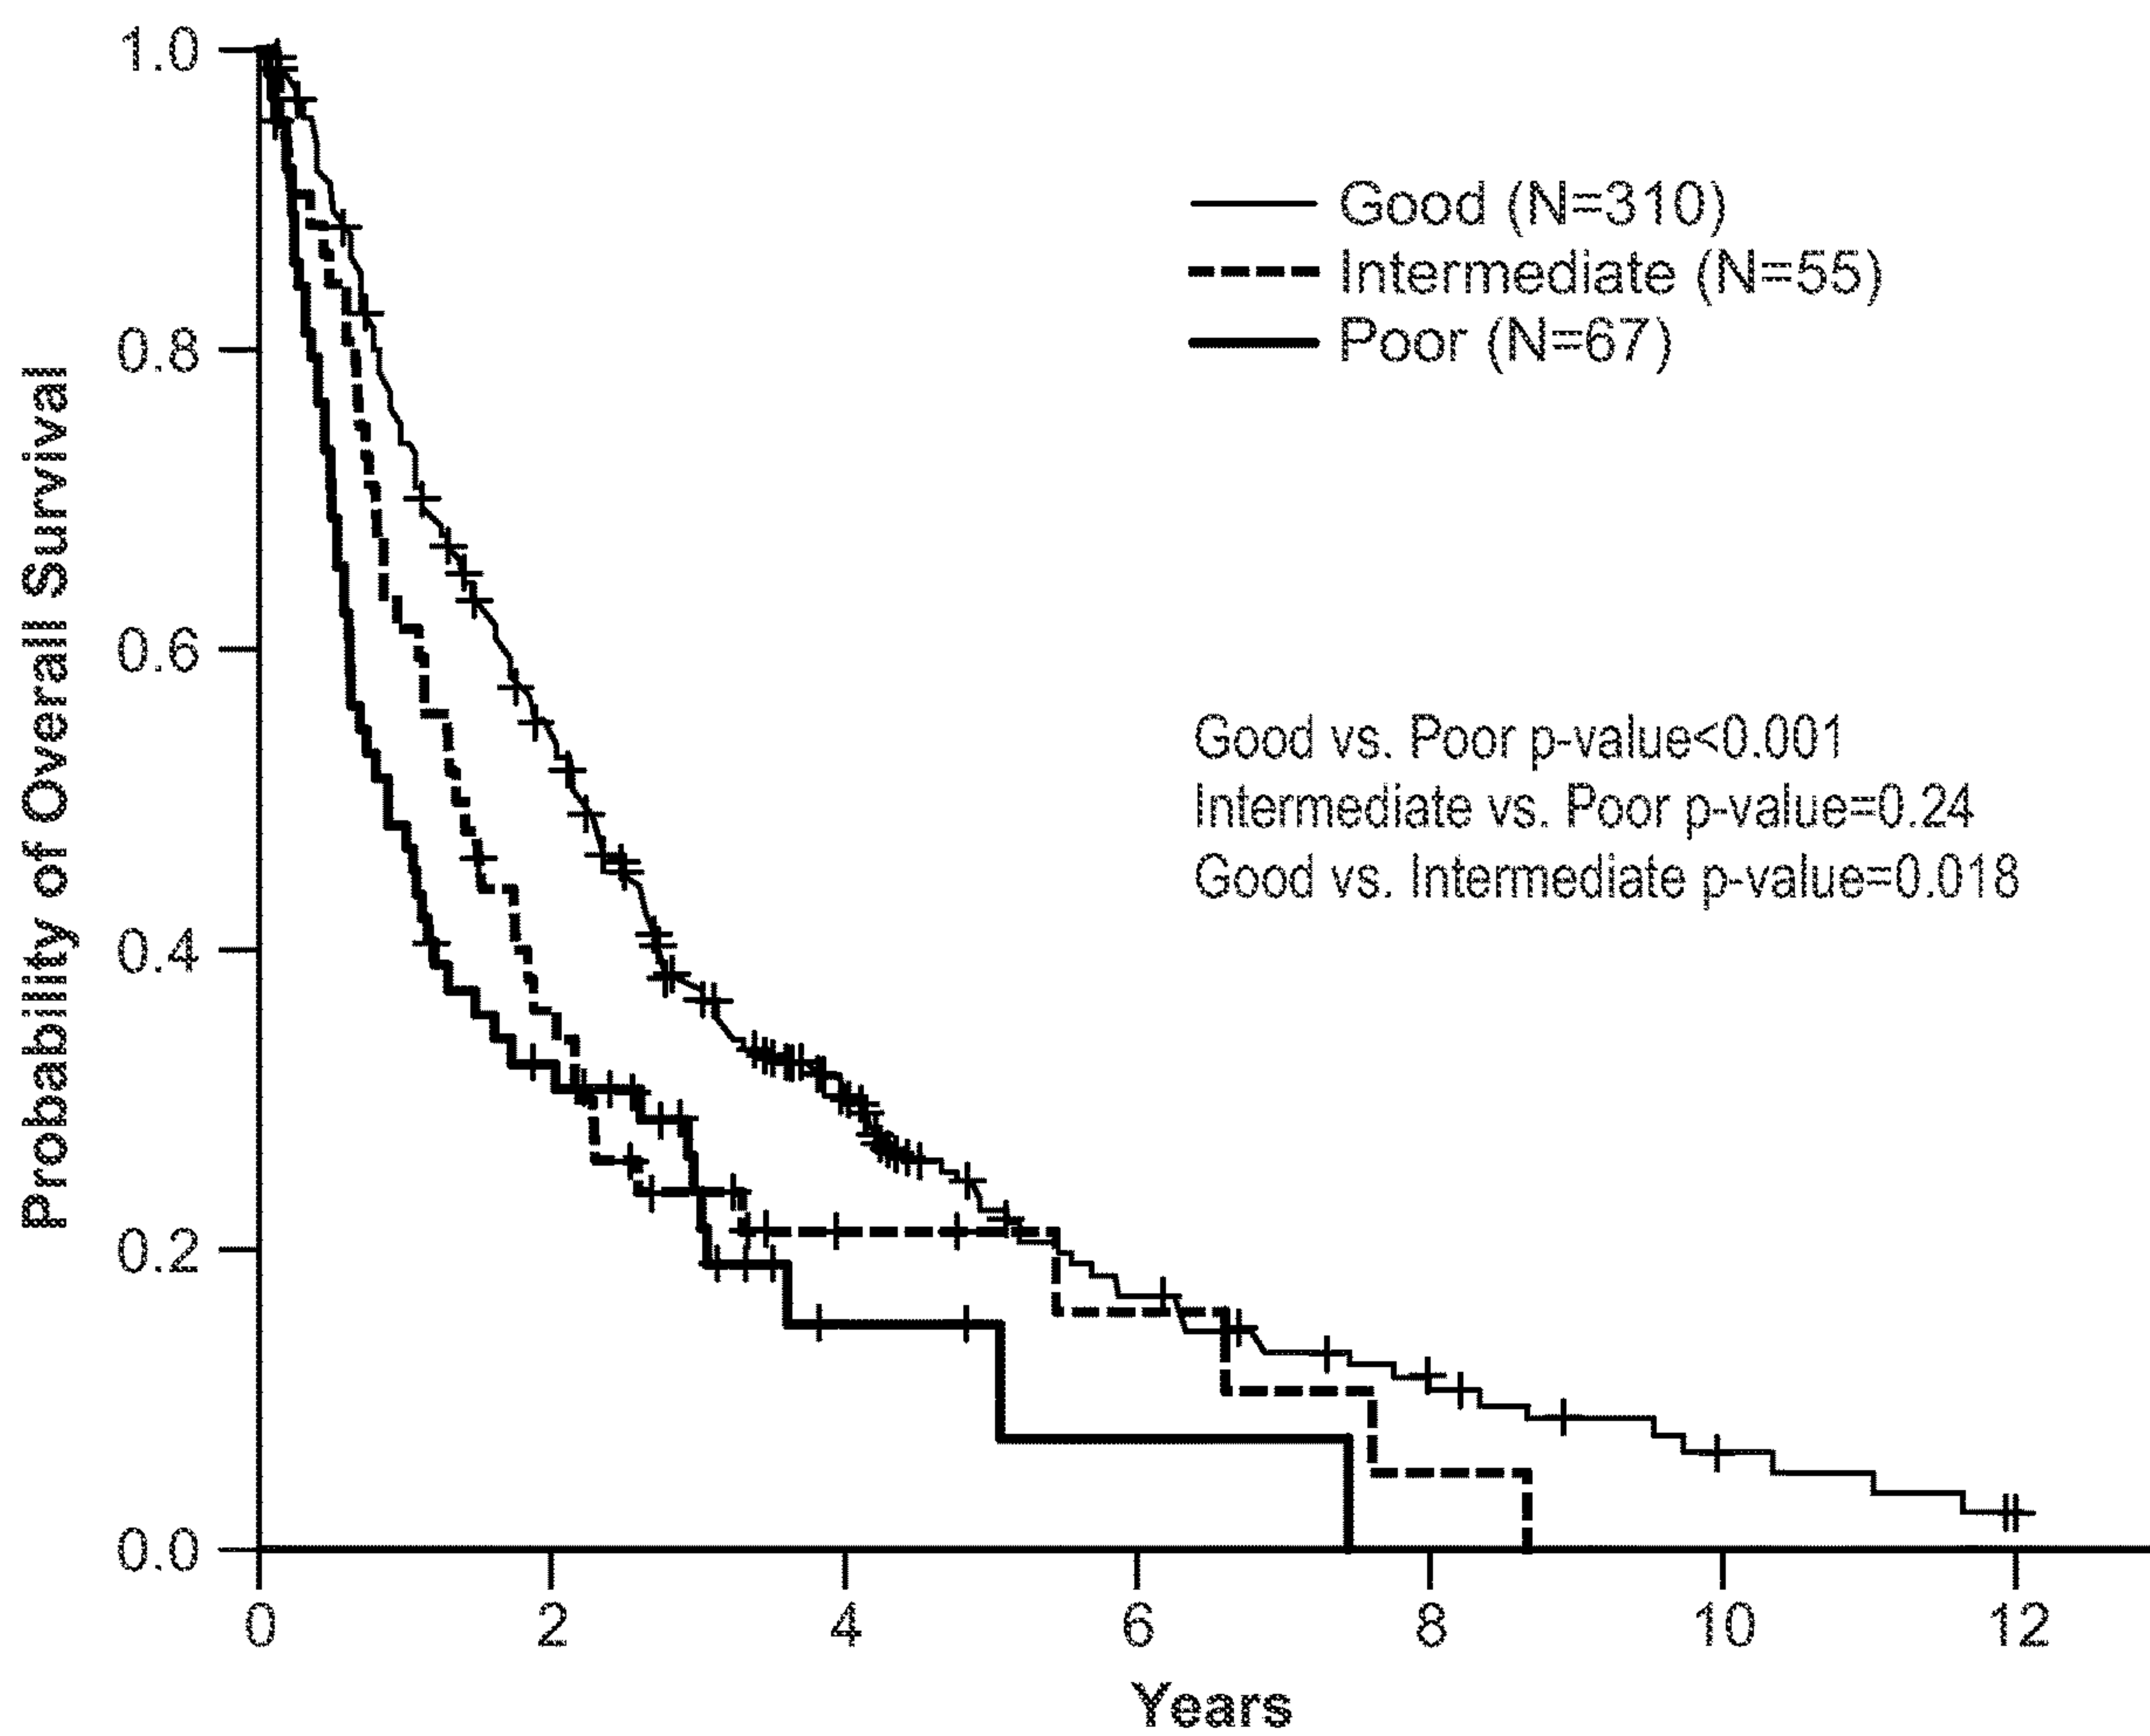 Probability of Overall Survival
1.0
0.8
0.6
0.4
0.2
0.0
Good (N=310)
Intermediate (N=55)
Poor (N=67)
Good vs. Poor p-value<0.001
Intermediate vs. Poor p-value=0.24
Good vs. Intermediate p-value=0.018
0 2 4 6 8 10 12
Years